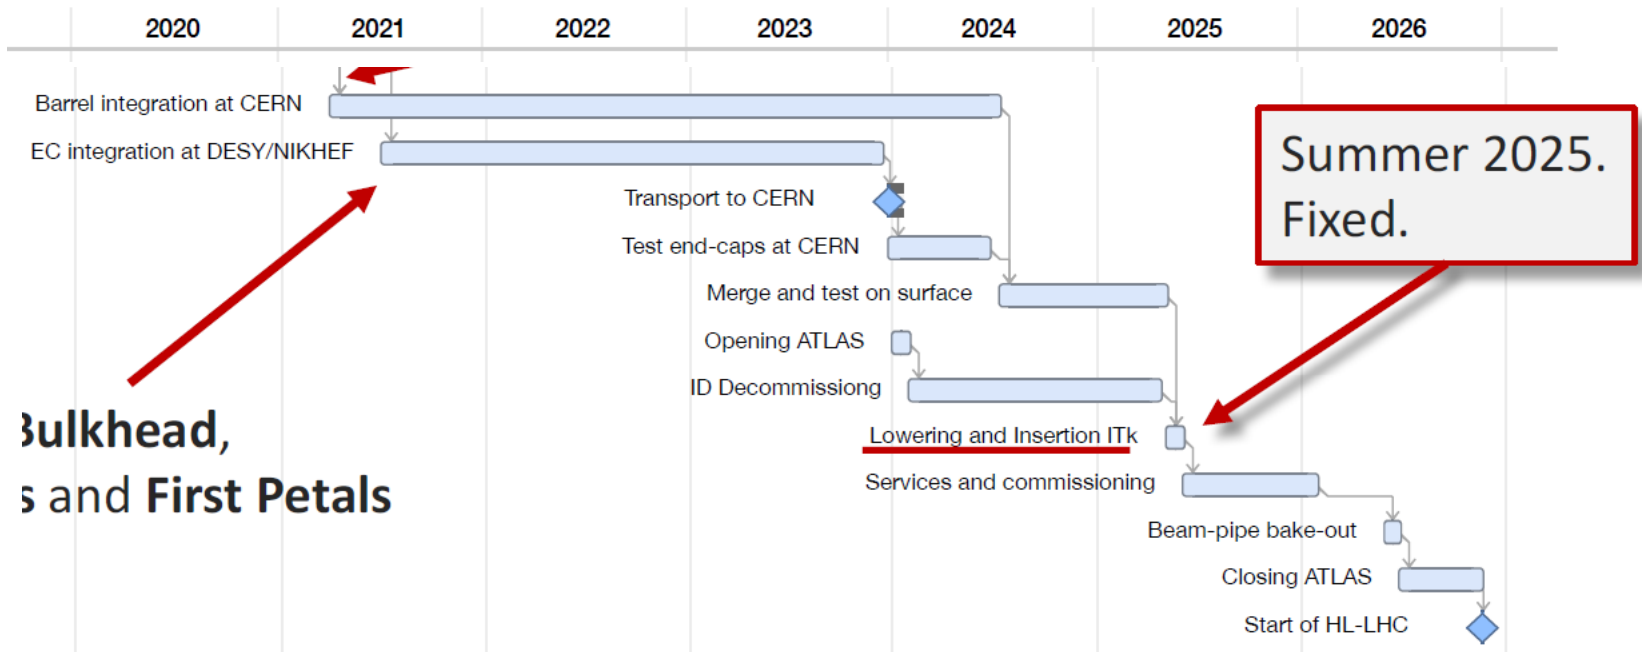 2020 2021 2022 2023 2024 2025 2026
Barrel integration at CERN
EC integration at DESY/NIKHEF
Summer 2025.
Fixed.
Transport to CERN
Test end-caps at CERN
Merge and test on surface
Opening ATLAS
ID Decommissiong
Bulkhead,
Lowering and Insertion ITk
Services and commissioning
s and First Petals
Beam-pipe bake-out
Closing ATLAS
Start of HL-LHC